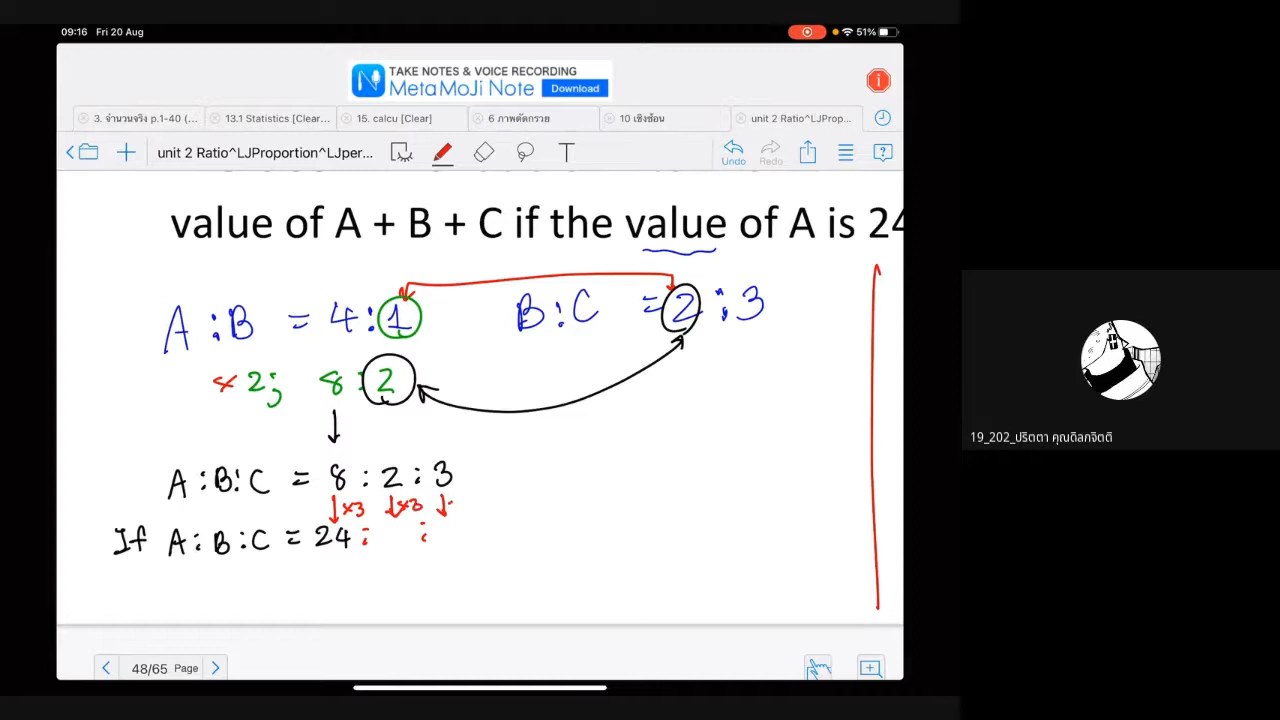 09:16 Fri 20 Aug
51%
TAKE NOTES & VOICE RECORDING
MetaMoJi Note Download
3. จำนวนจริง p.1-40 (...
13.1 Statistics [Clear...
15. calcu [Clear]
6 ภาพตัดกรวย
10 เชิงซ้อน
unit 2 Ratio^LJProp...
unit 2 Ratio^LJProportion^LJper...
T
Undo
Redo
value of A + B + C if the value of A is 24
A : B = 4 : 1 B : C = 2 : 3
× 2; 8 : 2
A : B : C = 8 : 2 : 3
×3 ×3
If A : B : C = 24 : :
19_202_ปริตตา คุณดิลกจิตติ
48/65 Page